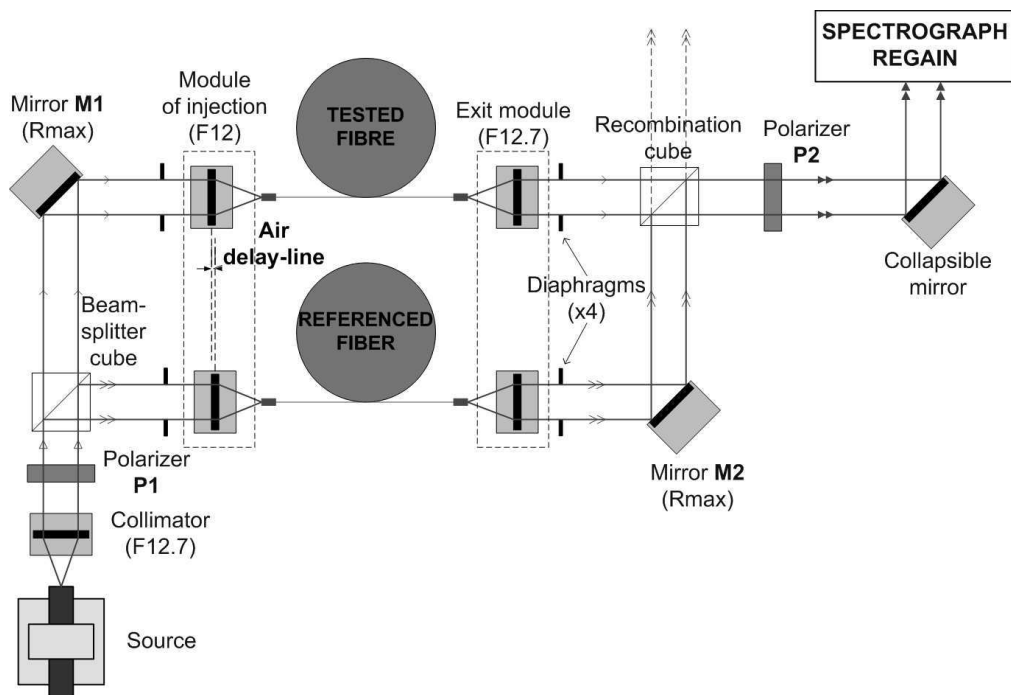 SPECTROGRAPH
REGAIN
Mirror M1
(Rmax)
Module
of injection
(F12)
TESTED
FIBRE
Exit module
(F12.7)
Recombination
cube
Polarizer
P2
Air
delay-line
Collapsible
mirror
Diaphragms
(x4)
Beam-
splitter
cube
REFERENCED
FIBER
Polarizer
P1
Mirror M2
(Rmax)
Collimator
(F12.7)
Source